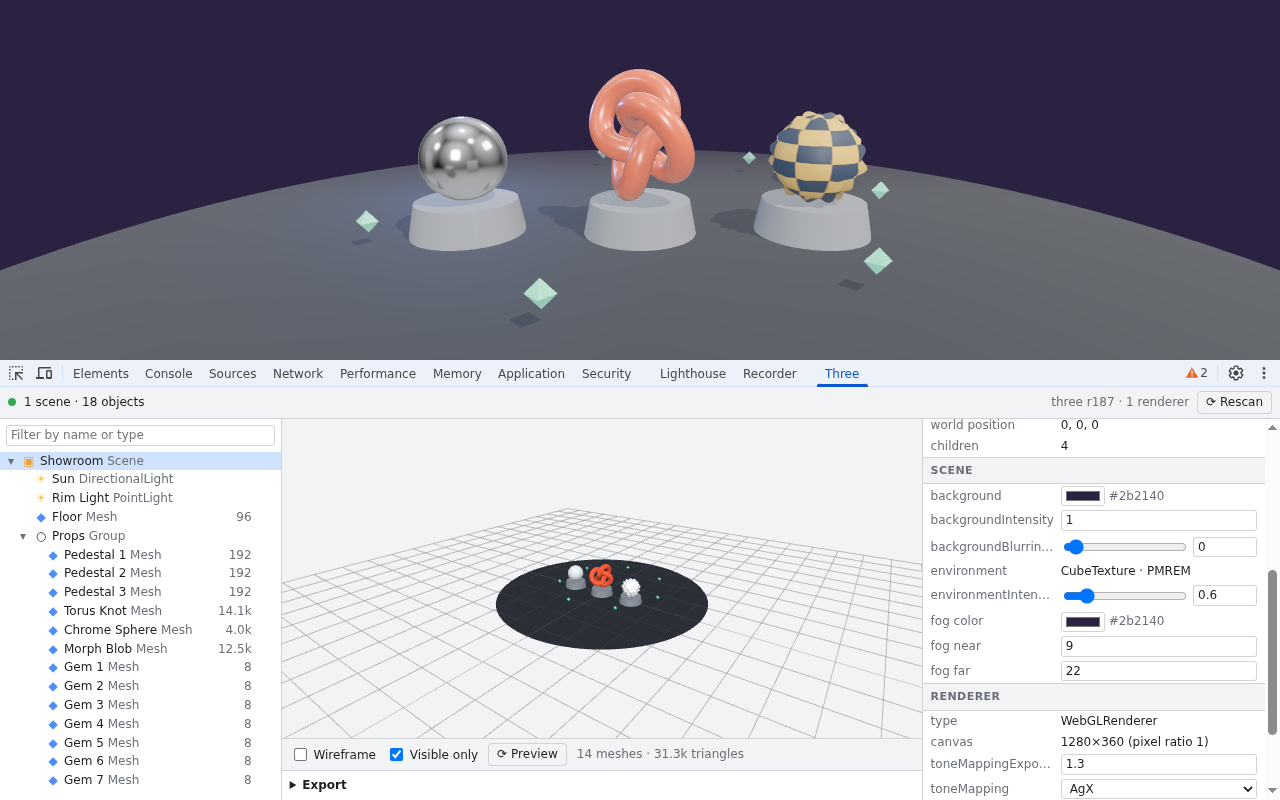 Elements Console Sources Network Performance Memory Application Security Lighthouse Recorder Three 2
1 scene · 18 objects three r187 · 1 renderer ⟳ Rescan
Filter by name or type
Showroom Scene
Sun DirectionalLight
Rim Light PointLight
Floor Mesh 96
Props Group
Pedestal 1 Mesh 192
Pedestal 2 Mesh 192
Pedestal 3 Mesh 192
Torus Knot Mesh 14.1k
Chrome Sphere Mesh 4.0k
Morph Blob Mesh 12.5k
Gem 1 Mesh 8
Gem 2 Mesh 8
Gem 3 Mesh 8
Gem 4 Mesh 8
Gem 5 Mesh 8
Gem 6 Mesh 8
Gem 7 Mesh 8
Wireframe Visible only ⟳ Preview 14 meshes · 31.3k triangles
Export
world position 0, 0, 0
children 4
SCENE
background #2b2140
backgroundIntensity 1
backgroundBlurrin… 0
environment CubeTexture · PMREM
environmentInten… 0.6
fog color #2b2140
fog near 9
fog far 22
RENDERER
type WebGLRenderer
canvas 1280×360 (pixel ratio 1)
toneMappingExpo… 1.3
toneMapping AgX